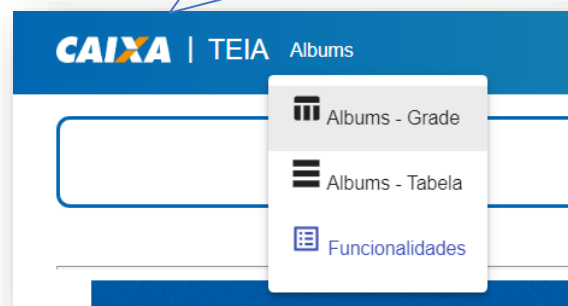 CAIXA | TEIA Albums
Albums - Grade
Albums - Tabela
Funcionalidades